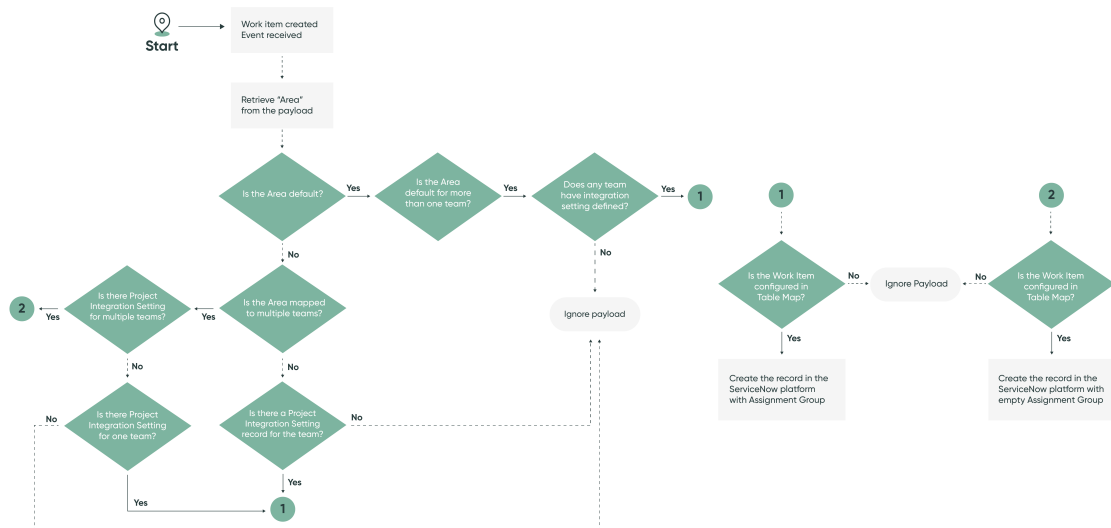 Start
Work item created
Event received
Retrieve “Area”
from the payload
Is the Area default?
Yes
Is the Area
default for more
than one team?
Yes
Does any team
have integration
setting defined?
Yes
1
No
No
Is there Project
Integration Setting
for multiple teams?
2
Yes
Is the Area mapped
to multiple teams?
Yes
Ignore payload
No
No
Is there Project
Integration Setting
for one team?
No
Is there a Project
Integration Setting
record for the team?
No
Yes
Yes
1
1
Is the Work Item
configured in
Table Map?
No
Ignore Payload
Yes
Create the record in the
ServiceNow platform
with Assignment Group
2
Is the Work Item
configured in
Table Map?
No
Yes
Create the record in the
ServiceNow platform with
empty Assignment Group